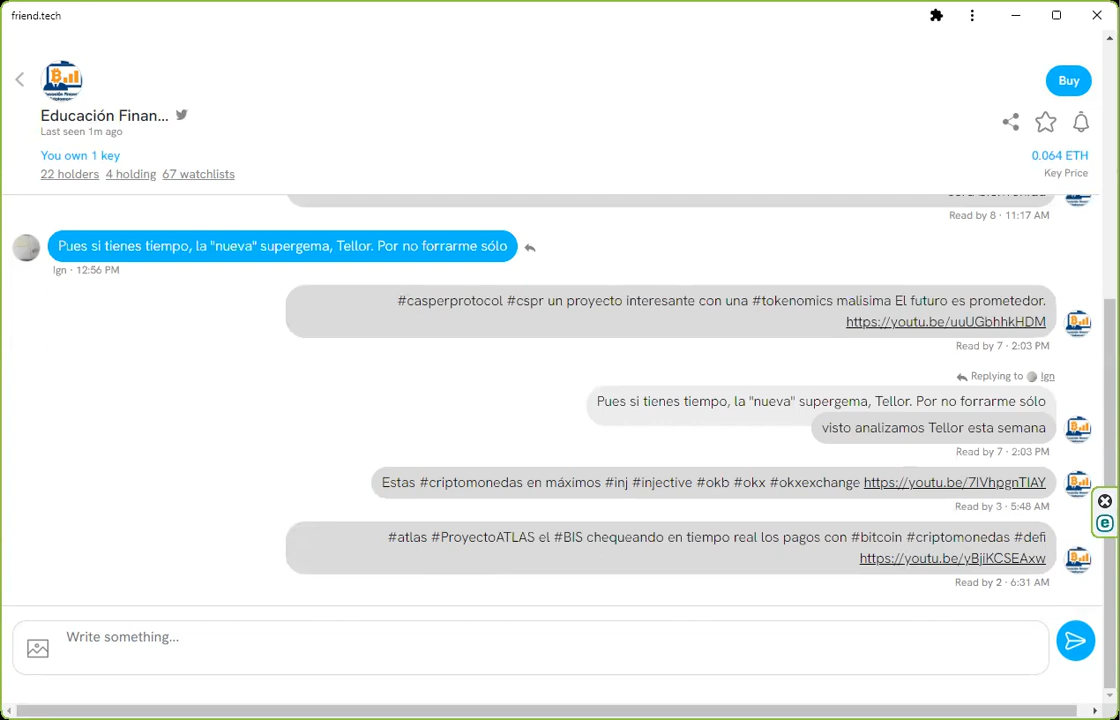 friend.tech
Buy
Educación Finan...
Last seen 1m ago
You own 1 key
0.064 ETH
22 holders 4 holding 67 watchlists
Key Price
Read by 8 · 11:17 AM
Pues si tienes tiempo, la "nueva" supergema, Tellor. Por no forrarme sólo
Ign · 12:56 PM
#casperprotocol #cspr un proyecto interesante con una #tokenomics malisima El futuro es prometedor.
https://youtu.be/uuUGbhhkHDM
Read by 7 · 2:03 PM
Replying to Ign
Pues si tienes tiempo, la "nueva" supergema, Tellor. Por no forrarme sólo
visto analizamos Tellor esta semana
Read by 7 · 2:03 PM
Estas #criptomonedas en máximos #inj #injective #okb #okx #okxexchange https://youtu.be/7lVhpgnTIAY
Read by 3 · 5:48 AM
#atlas #ProyectoATLAS el #BIS chequeando en tiempo real los pagos con #bitcoin #criptomonedas #defi
https://youtu.be/yBjiKCSEAxw
Read by 2 · 6:31 AM
Write something...